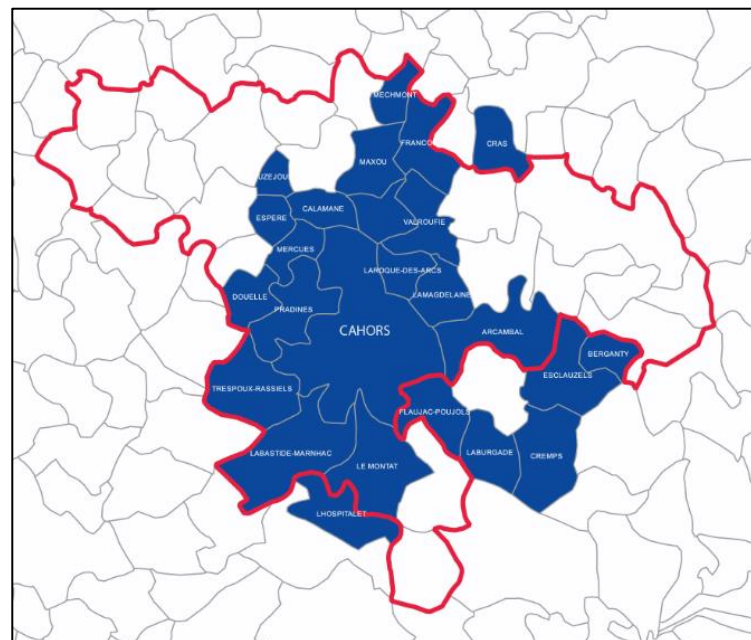 MECHMONT
FRANCO
CRAS
MAXOU
UZEJOU
CALAMANE
ESPERE
VALROUFIE
MERCUES
LAROQUE-DES-ARCS
DOUELLE
LAMAGDELAINE
PRADINES
CAHORS
ARCAMBAL
BERGANTY
ESCLAUZELS
TRESPOUX-RASSIELS
FLAUJAC-POUJOLS
LABASTIDE-MARNHAC
LABURGADE
CREMPS
LE MONTAT
LHOSPITALET